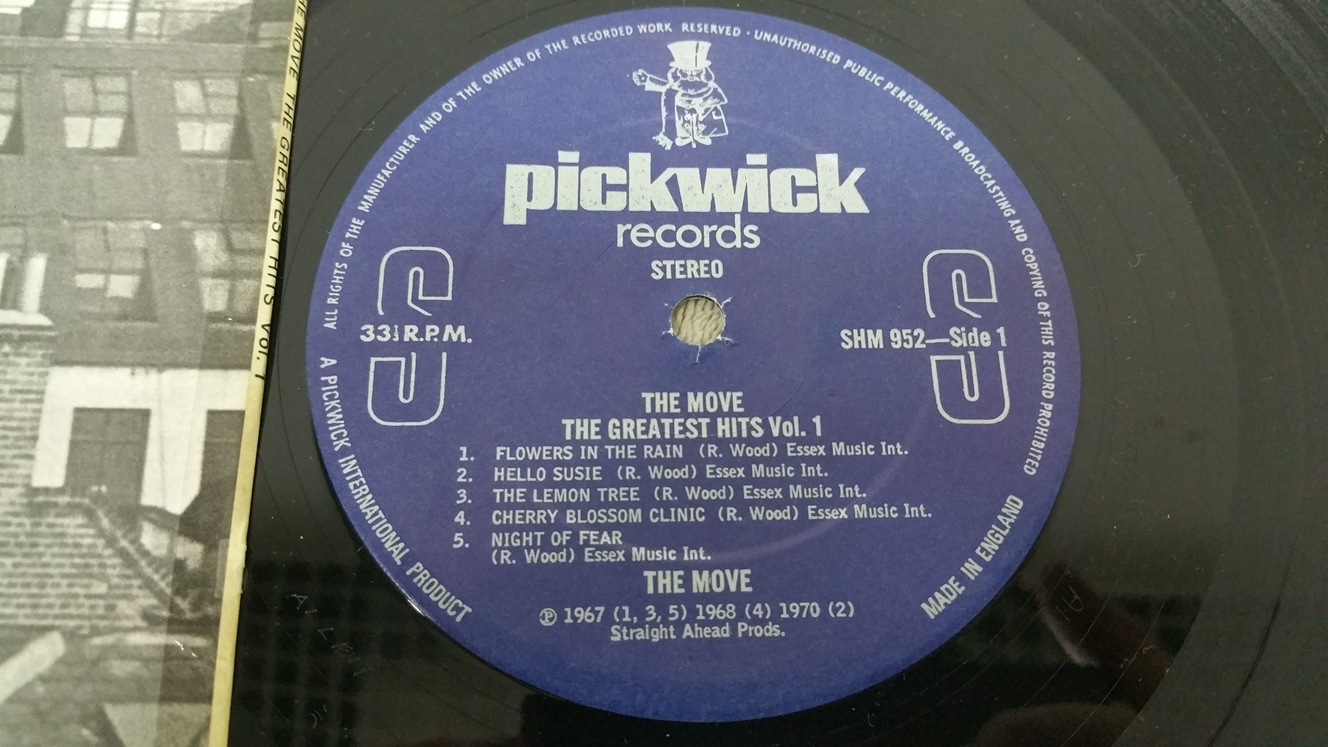 THE MOVE THE GREATEST HITS Vol. 1
ALL RIGHTS OF THE MANUFACTURER AND OF THE OWNER OF THE RECORDED WORK RESERVED · UNAUTHORISED PUBLIC PERFORMANCE BROADCASTING AND COPYING OF THIS RECORD PROHIBITED
pickwick
records
STEREO
33⅓ R.P.M.
SHM 952—Side 1
THE MOVE
THE GREATEST HITS Vol. 1
1. FLOWERS IN THE RAIN (R. Wood) Essex Music Int.
2. HELLO SUSIE (R. Wood) Essex Music Int.
3. THE LEMON TREE (R. Wood) Essex Music Int.
4. CHERRY BLOSSOM CLINIC (R. Wood) Essex Music Int.
5. NIGHT OF FEAR
(R. Wood) Essex Music Int.
THE MOVE
℗ 1967 (1, 3, 5) 1968 (4) 1970 (2)
Straight Ahead Prods.
A PICKWICK INTERNATIONAL PRODUCT
MADE IN ENGLAND